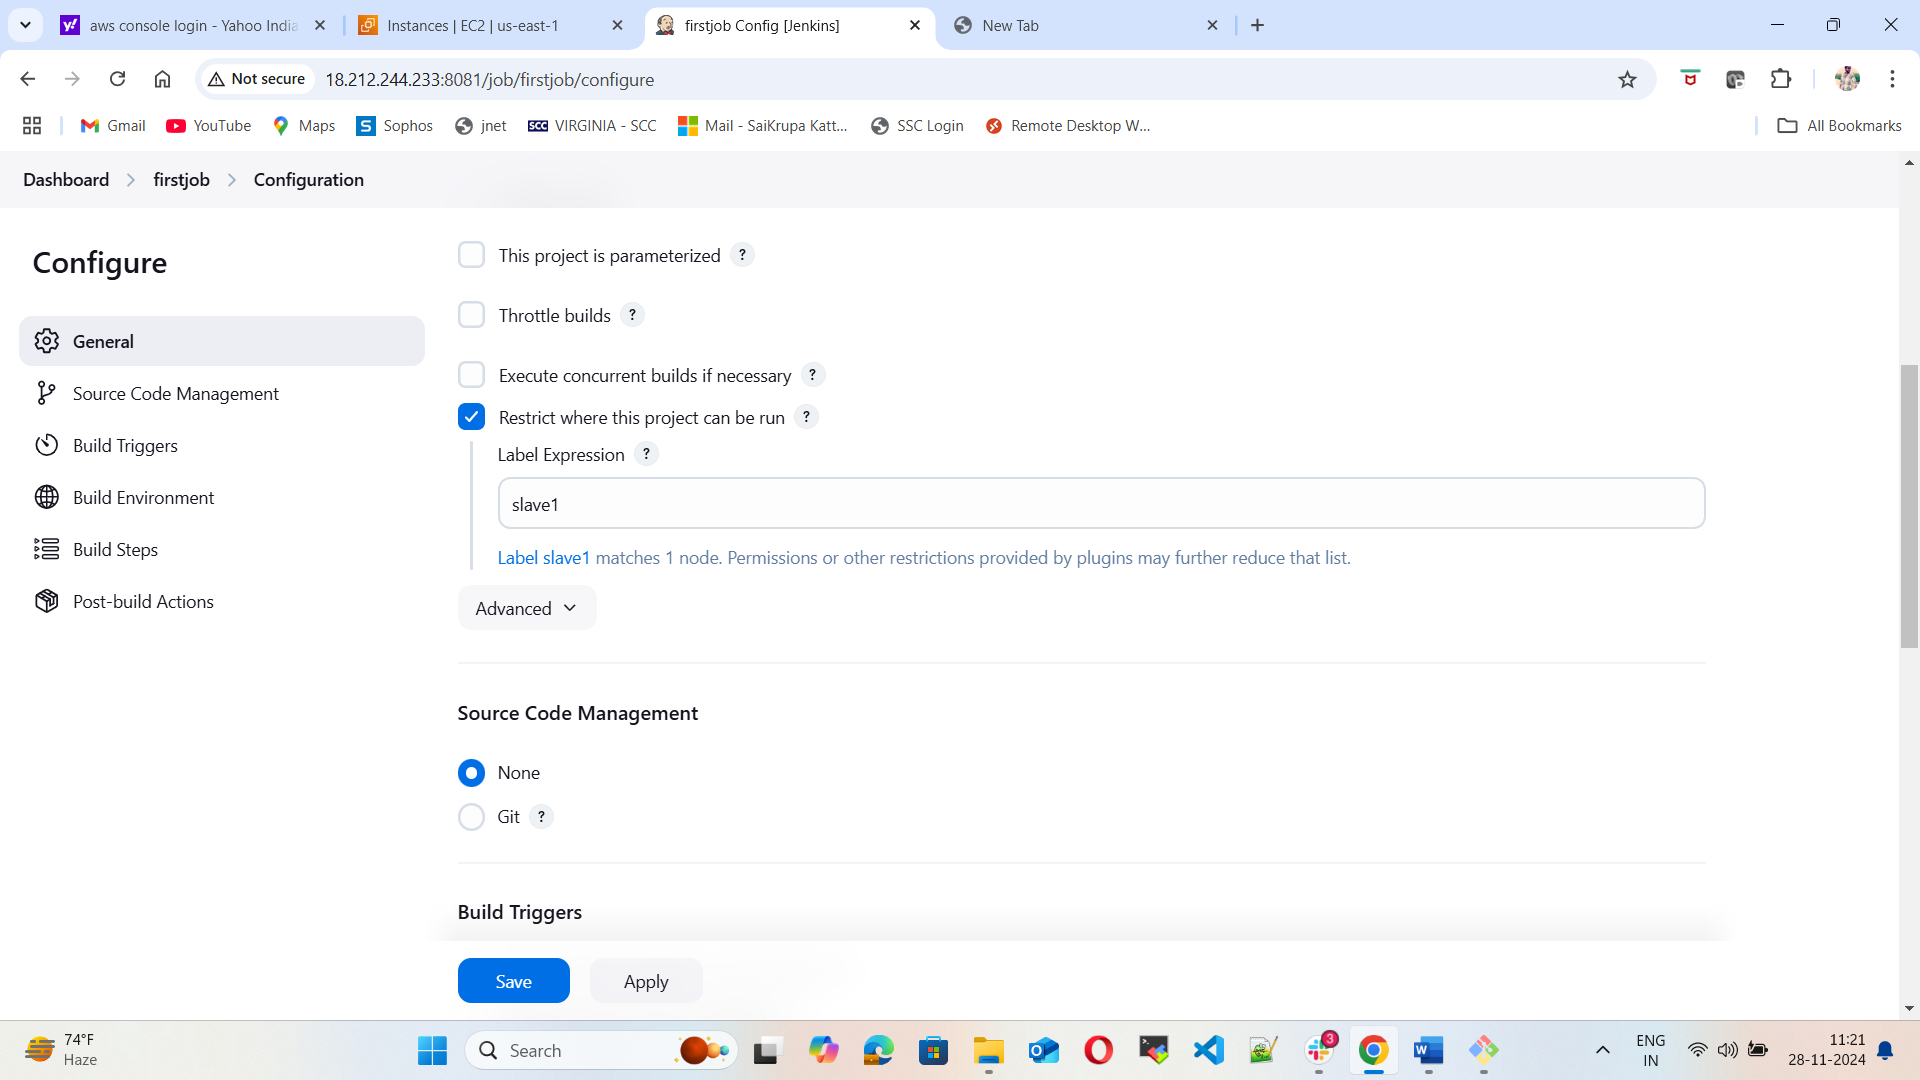 aws console login - Yahoo India
Instances | EC2 | us-east-1
firstjob Config [Jenkins]
New Tab
Not secure
18.212.244.233:8081/job/firstjob/configure
Gmail
YouTube
Maps
Sophos
jnet
SCC
VIRGINIA - SCC
Mail - SaiKrupa Katt...
SSC Login
Remote Desktop W...
All Bookmarks
Dashboard
firstjob
Configuration
Configure
General
Source Code Management
Build Triggers
Build Environment
Build Steps
Post-build Actions
This project is parameterized ?
Throttle builds ?
Execute concurrent builds if necessary ?
Restrict where this project can be run ?
Label Expression ?
slave1
Label slave1 matches 1 node. Permissions or other restrictions provided by plugins may further reduce that list.
Advanced
Source Code Management
None
Git ?
Build Triggers
Save
Apply
74°F
Haze
Search
3
ENG
IN
11:21
28-11-2024